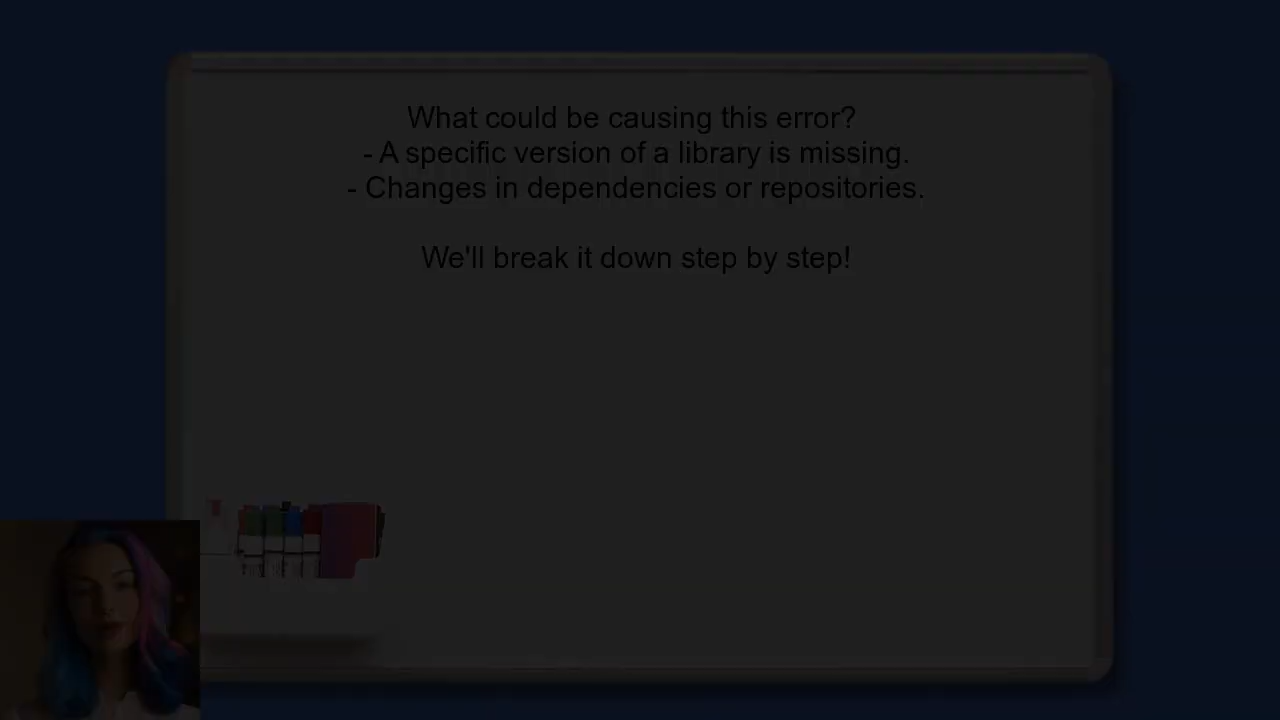 What could be causing this error?
- A specific version of a library is missing.
- Changes in dependencies or repositories.
We'll break it down step by step!